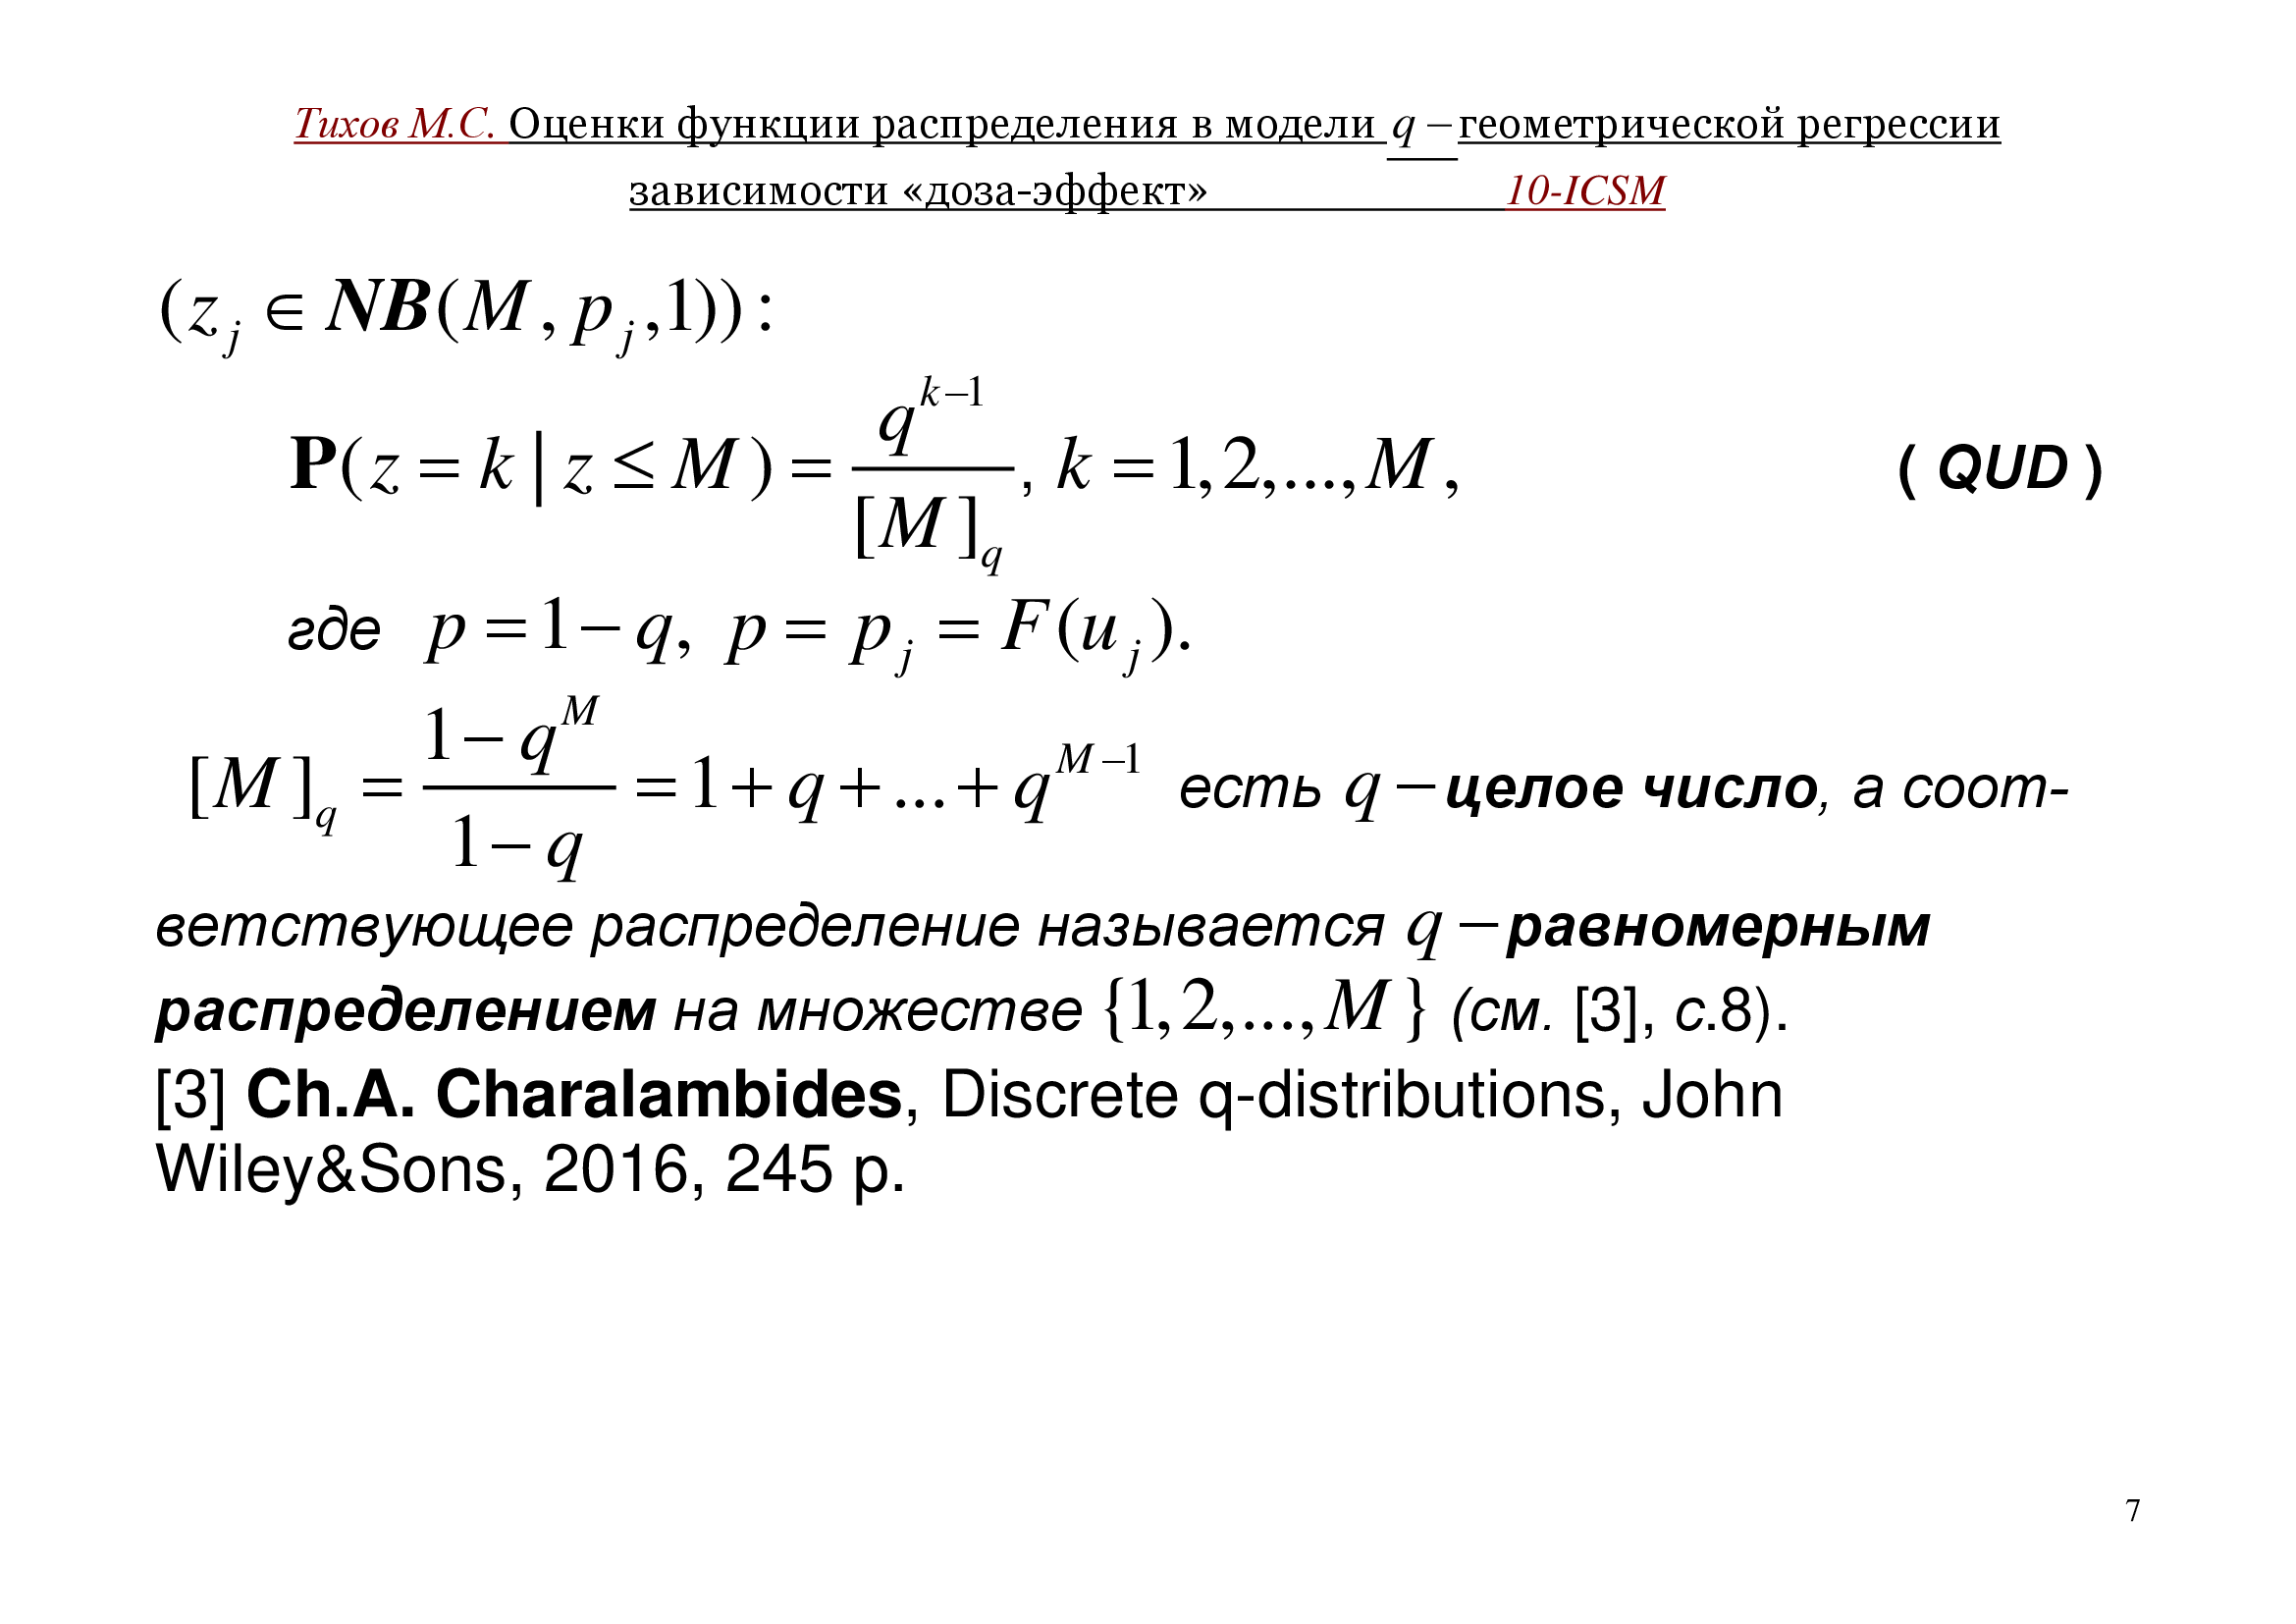 Тихов М.С. Оценки функции распределения в модели q – геометрической регрессии
зависимости «доза-эффект» 10-ICSM
(z_j ∈ NB(M, p_j,1)) :
P(z = k | z ≤ M) = \frac{q^{k-1}}{[M]_q}, k = 1,2,...,M, ( QUD )
где p = 1 − q, p = p_j = F(u_j).
[M]_q = \frac{1 − q^M}{1 − q} = 1 + q + ... + q^{M−1} есть q – целое число, а соот-
ветствующее распределение называется q – равномерным
распределением на множестве {1,2,...,M} (см. [3], с.8).
[3] Ch.A. Charalambides, Discrete q-distributions, John
Wiley&Sons, 2016, 245 p.
7